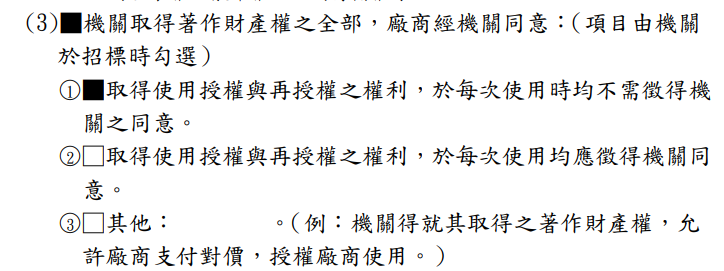 (3)■機關取得著作財產權之全部，廠商經機關同意：(項目由機關
於招標時勾選)
①■取得使用授權與再授權之權利，於每次使用時均不需徵得機
關之同意。
②□取得使用授權與再授權之權利，於每次使用均應徵得機關同
意。
③□其他：　　　　。(例：機關得就其取得之著作財產權，允
許廠商支付對價，授權廠商使用。)